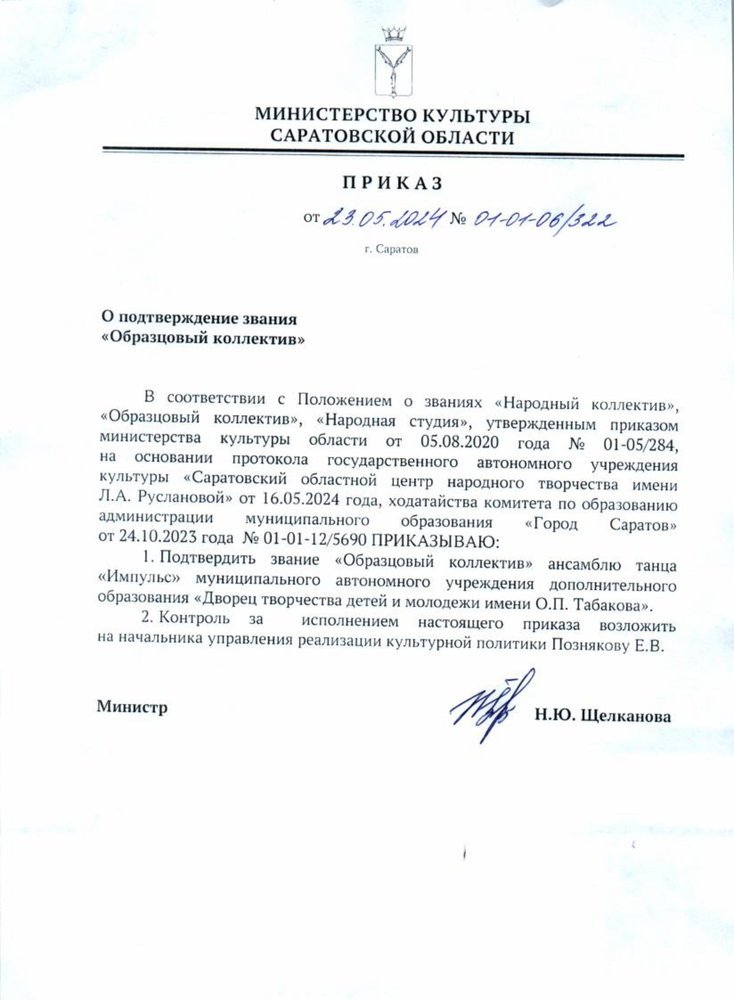 МИНИСТЕРСТВО КУЛЬТУРЫ
САРАТОВСКОЙ ОБЛАСТИ
ПРИКАЗ
от 23.05.2024 № 01-01-06/322
г. Саратов
О подтверждение звания
«Образцовый коллектив»
В соответствии с Положением о званиях «Народный коллектив»,
«Образцовый коллектив», «Народная студия», утвержденным приказом
министерства культуры области от 05.08.2020 года № 01-05/284,
на основании протокола государственного автономного учреждения
культуры «Саратовский областной центр народного творчества имени
Л.А. Руслановой» от 16.05.2024 года, ходатайства комитета по образованию
администрации муниципального образования «Город Саратов»
от 24.10.2023 года № 01-01-12/5690 ПРИКАЗЫВАЮ:
1. Подтвердить звание «Образцовый коллектив» ансамблю танца
«Импульс» муниципального автономного учреждения дополнительного
образования «Дворец творчества детей и молодежи имени О.П. Табакова».
2. Контроль за исполнением настоящего приказа возложить
на начальника управления реализации культурной политики Познякову Е.В.
Министр Н.Ю. Щелканова